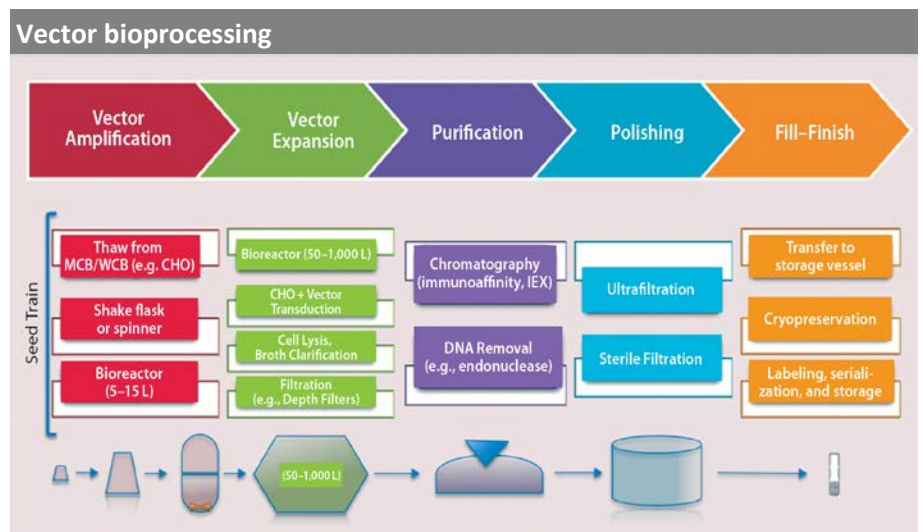 Vector bioprocessing
Vector
Amplification
Vector
Expansion
Purification
Polishing
Fill–Finish
Seed Train
Thaw from
MCB/WCB (e.g. CHO)
Shake flask
or spinner
Bioreactor
(5–15 L)
Bioreactor (50–1,000 L)
CHO + Vector
Transduction
Cell Lysis,
Broth Clarification
Filtration
(e.g., Depth Filters)
Chromatography
(immunoaffinity, IEX)
DNA Removal
(e.g., endonuclease)
Ultrafiltration
Sterile Filtration
Transfer to
storage vessel
Cryopreservation
Labeling, seriali-
zation, and storage
(50–1,000 L)